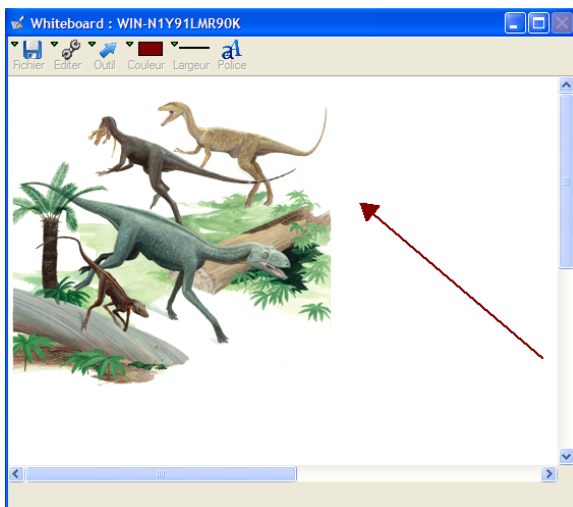 Whiteboard : WIN-N1Y91LMR90K
Fichier Editer Outil Couleur Largeur Police